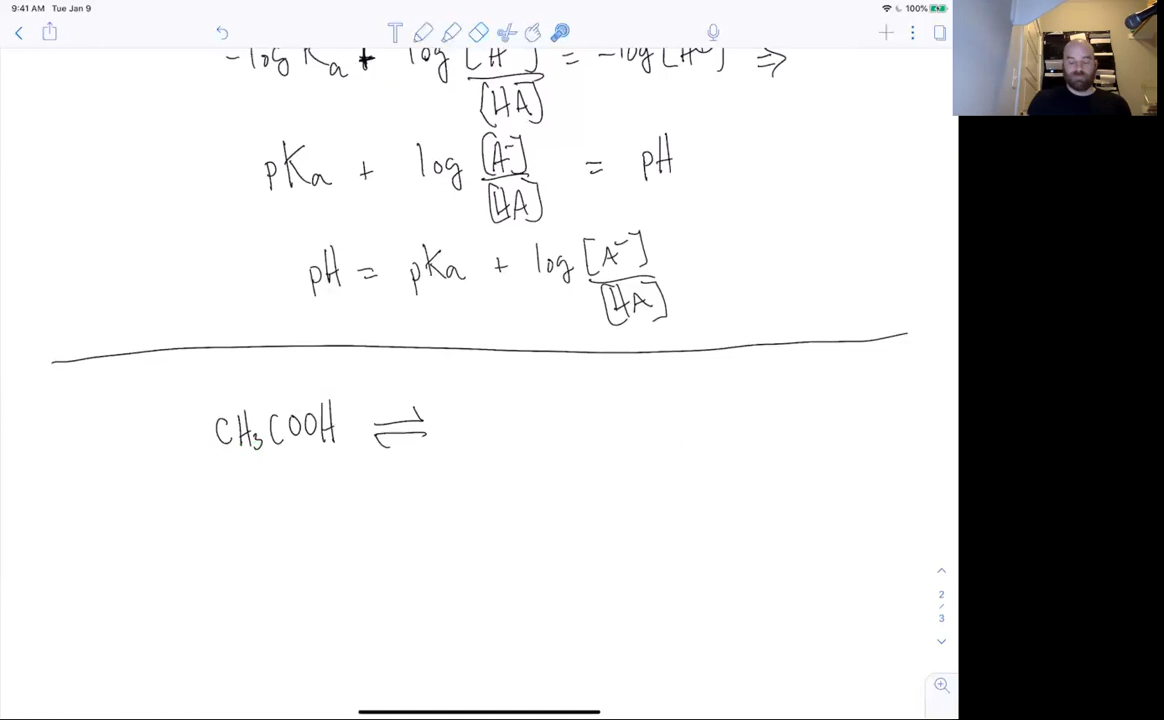 9:41 AM Tue Jan 9
100%
-log Ka + log [A⁻]/[HA] = -log[H⁺] ⇒
pKa + log [A⁻]/[HA] = pH
pH = pKa + log [A⁻]/[HA]
CH₃COOH ⇌
2
/
3